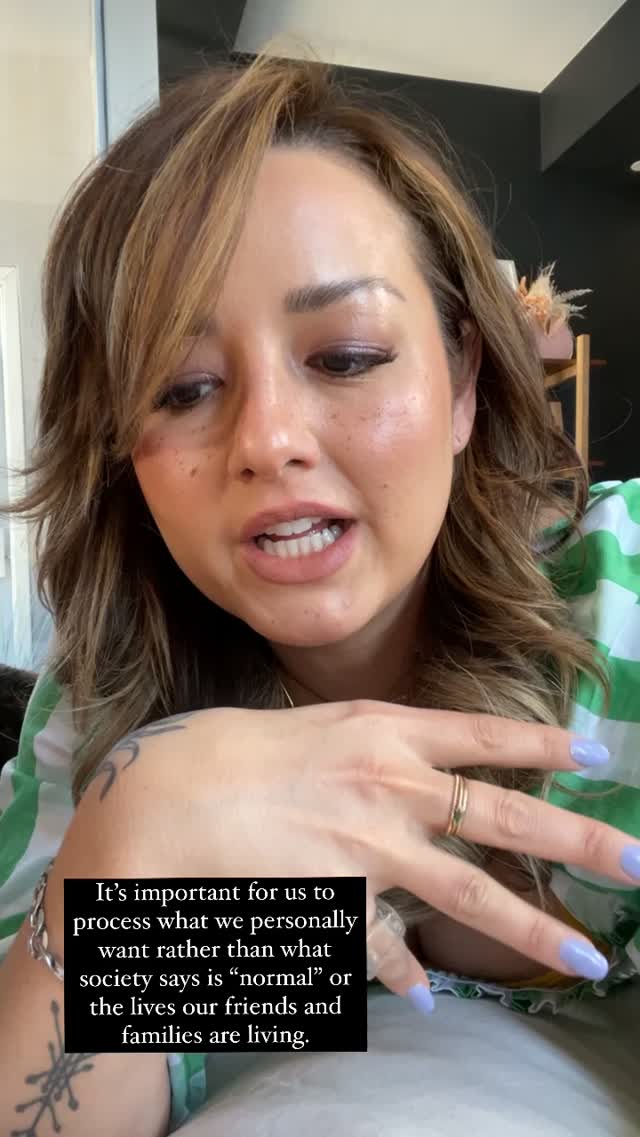 It’s important for us to
process what we personally
want rather than what
society says is “normal” or
the lives our friends and
families are living.